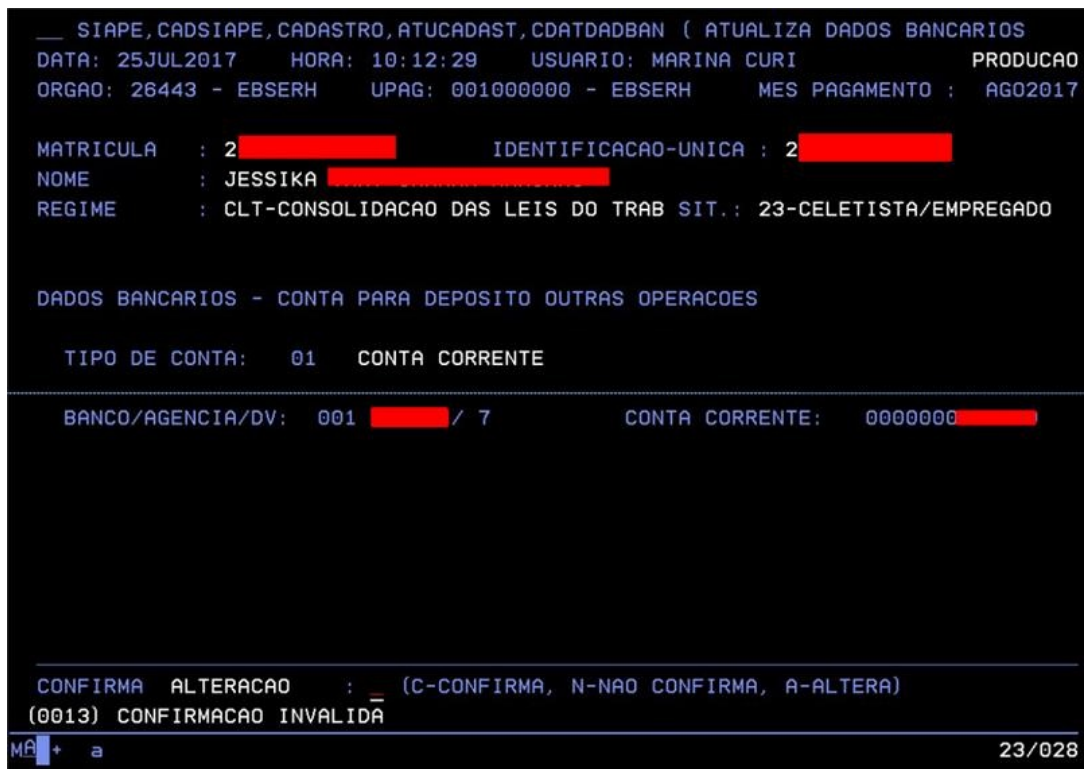 __ SIAPE,CADSIAPE,CADASTRO,ATUCADAST,CDATDADBAN ( ATUALIZA DADOS BANCARIOS
DATA: 25JUL2017 HORA: 10:12:29 USUARIO: MARINA CURI PRODUCAO
ORGAO: 26443 - EBSERH UPAG: 001000000 - EBSERH MES PAGAMENTO : AGO2017
MATRICULA : 2 IDENTIFICACAO-UNICA : 2
NOME : JESSIKA
REGIME : CLT-CONSOLIDACAO DAS LEIS DO TRAB SIT.: 23-CELETISTA/EMPREGADO
DADOS BANCARIOS - CONTA PARA DEPOSITO OUTRAS OPERACOES
TIPO DE CONTA: 01 CONTA CORRENTE
BANCO/AGENCIA/DV: 001 / 7 CONTA CORRENTE: 0000000
CONFIRMA ALTERACAO : _ (C-CONFIRMA, N-NAO CONFIRMA, A-ALTERA)
(0013) CONFIRMACAO INVALIDA
MA + a 23/028